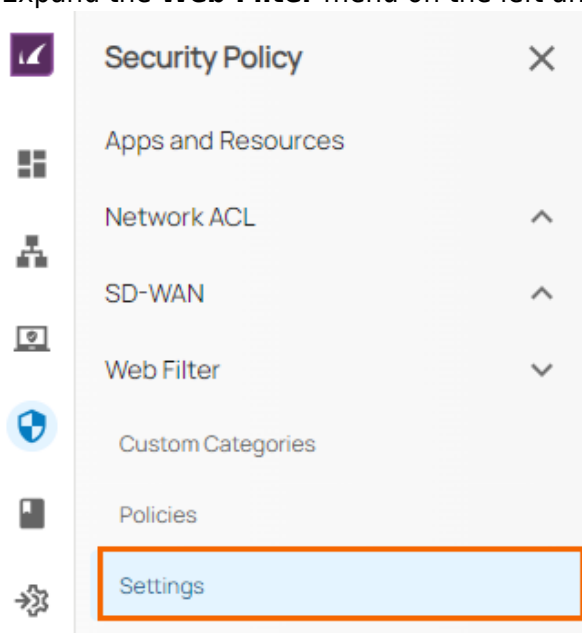 Security Policy
Apps and Resources
Network ACL
SD-WAN
Web Filter
Custom Categories
Policies
Settings